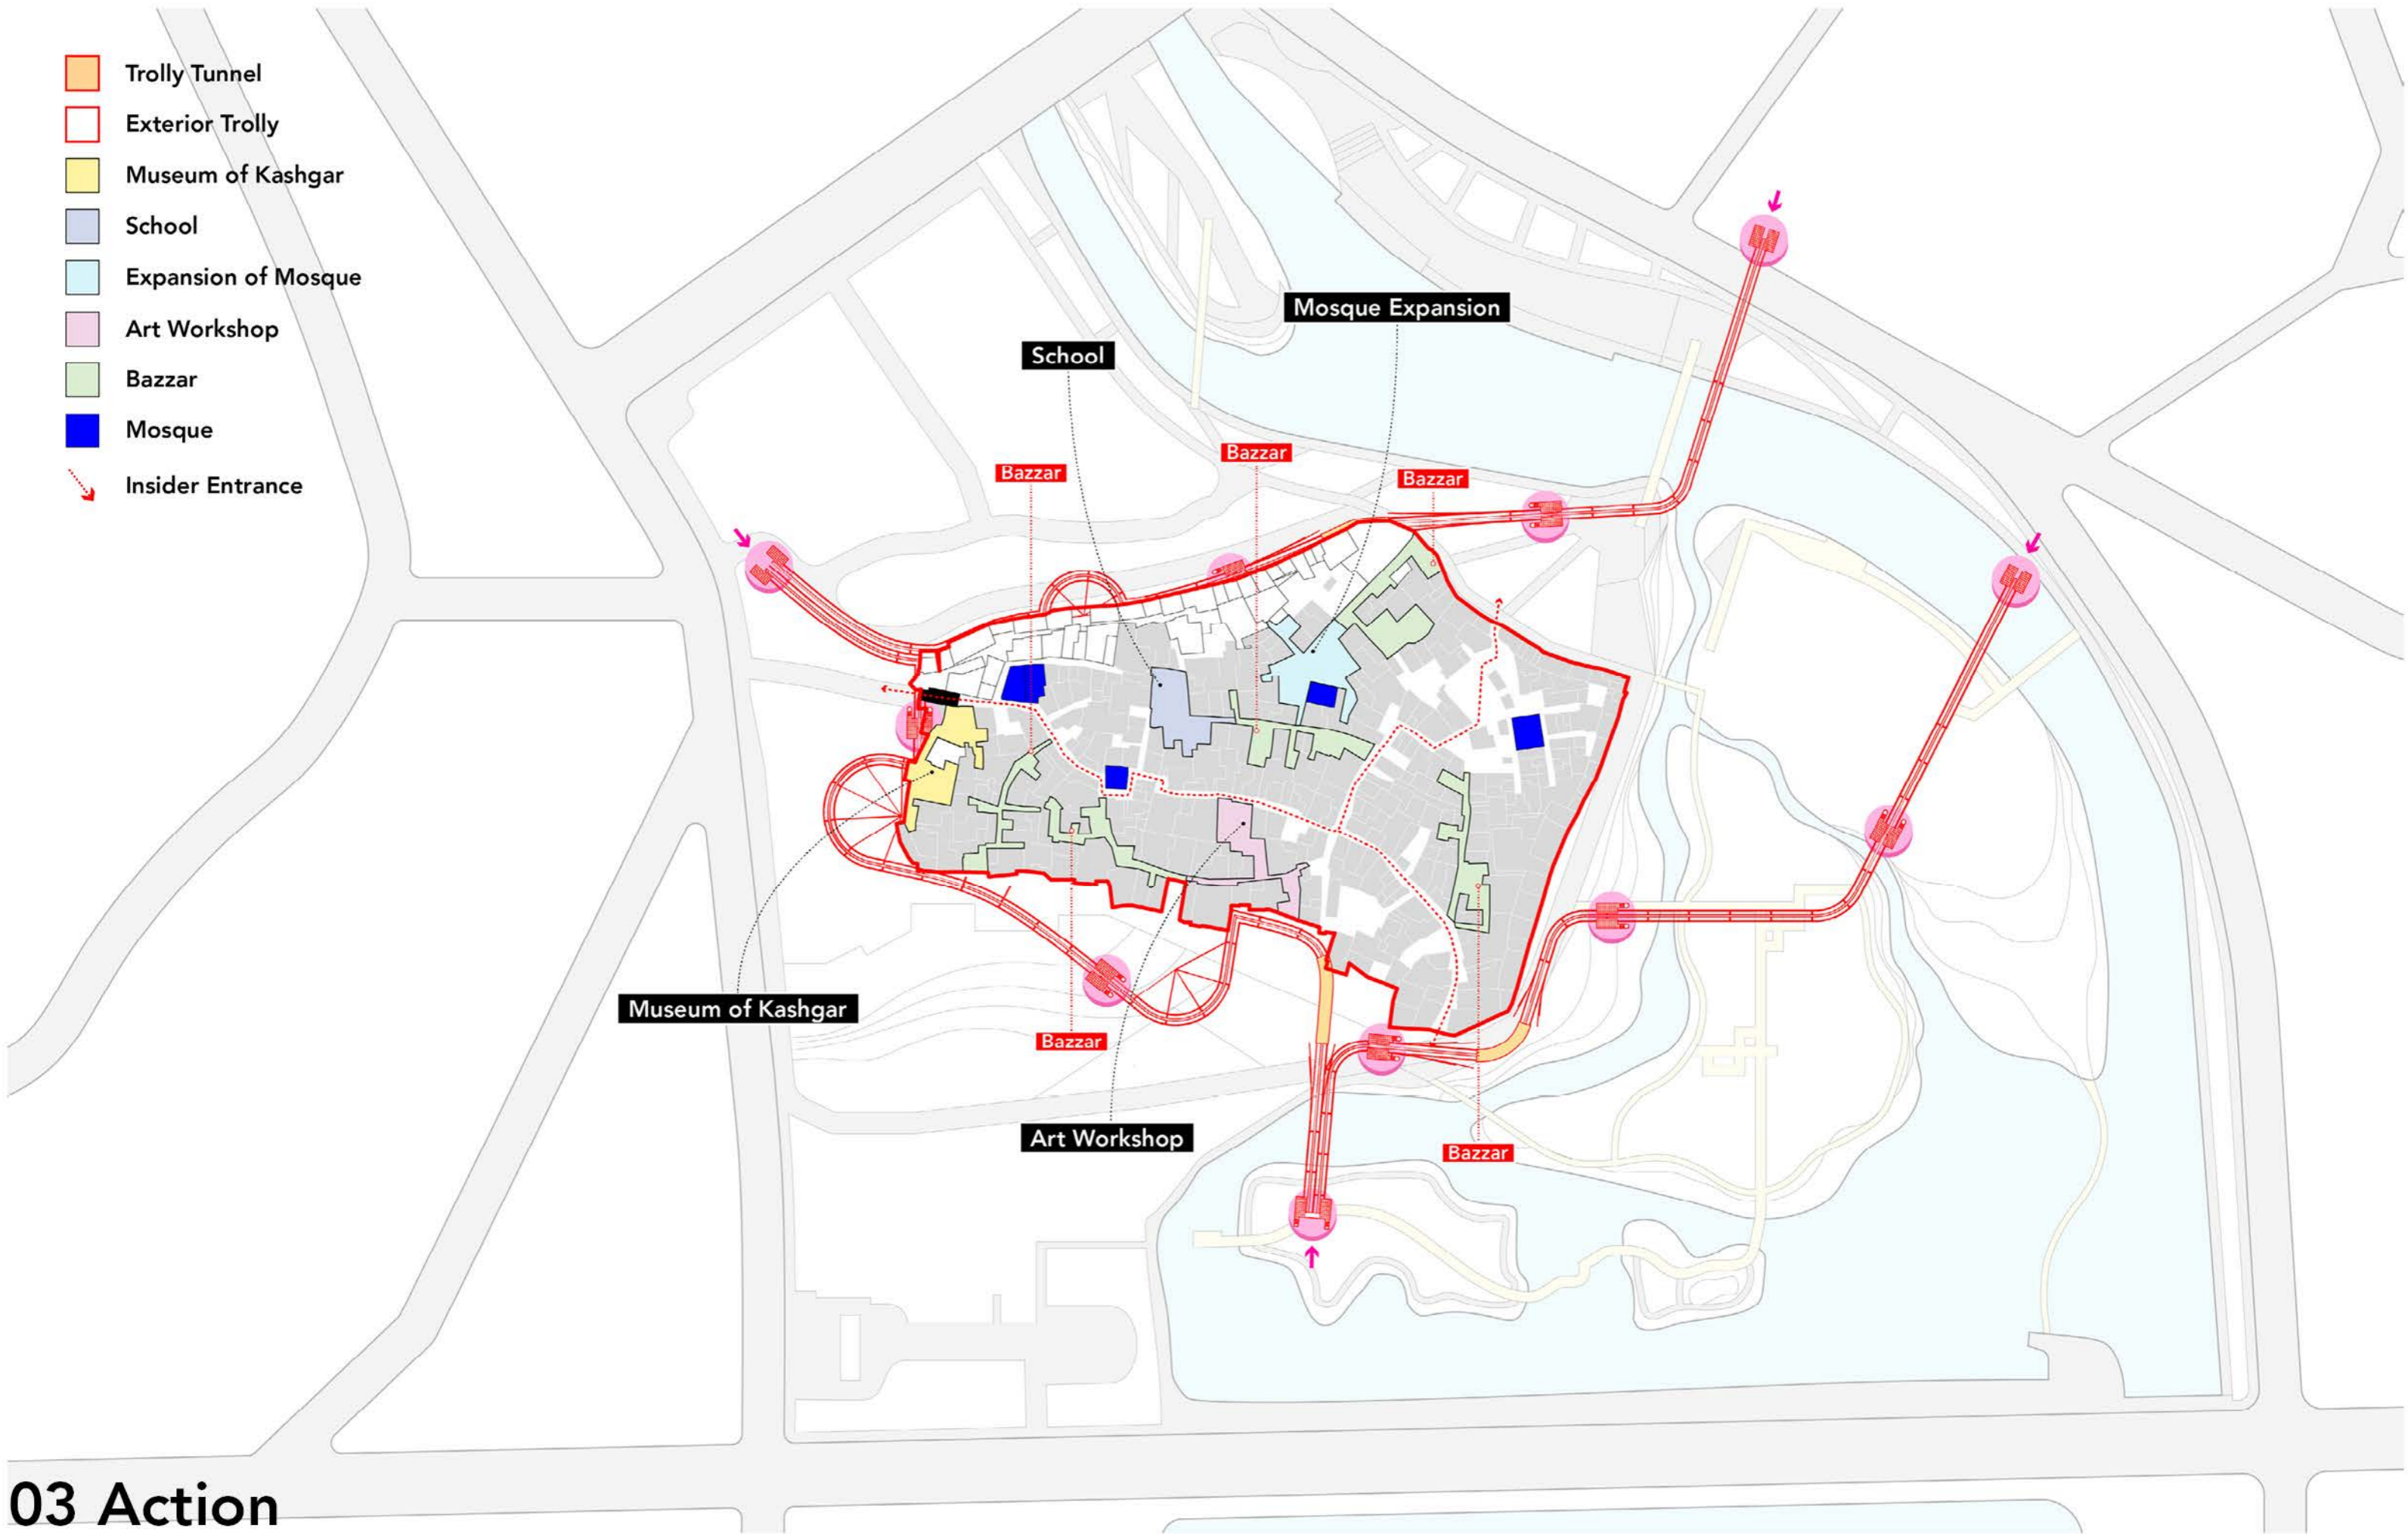 Trolly Tunnel
Exterior Trolly
Museum of Kashgar
School
Expansion of Mosque
Art Workshop
Bazzar
Mosque
Insider Entrance
Mosque Expansion
School
Bazzar
Bazzar
Bazzar
Museum of Kashgar
Bazzar
Art Workshop
Bazzar
03 Action